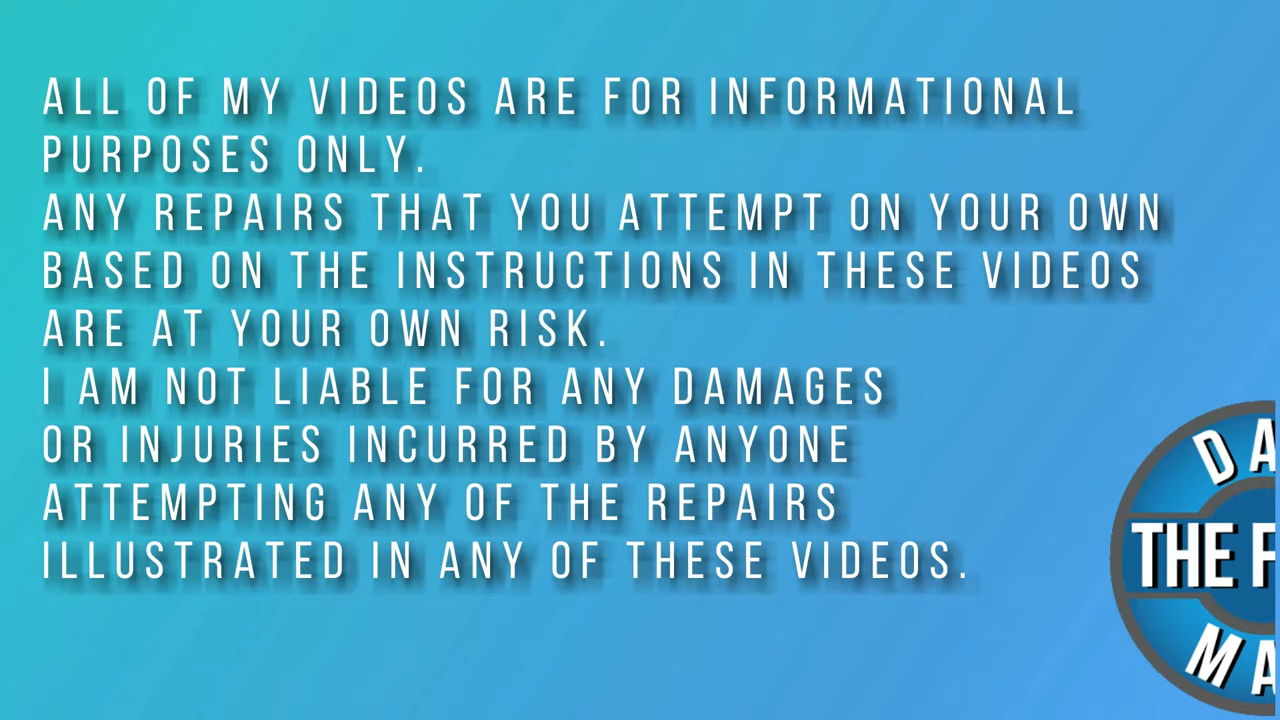 ALL OF MY VIDEOS ARE FOR INFORMATIONAL
PURPOSES ONLY.
ANY REPAIRS THAT YOU ATTEMPT ON YOUR OWN
BASED ON THE INSTRUCTIONS IN THESE VIDEOS
ARE AT YOUR OWN RISK.
I AM NOT LIABLE FOR ANY DAMAGES
OR INJURIES INCURRED BY ANYONE
ATTEMPTING ANY OF THE REPAIRS
ILLUSTRATED IN ANY OF THESE VIDEOS.
THE